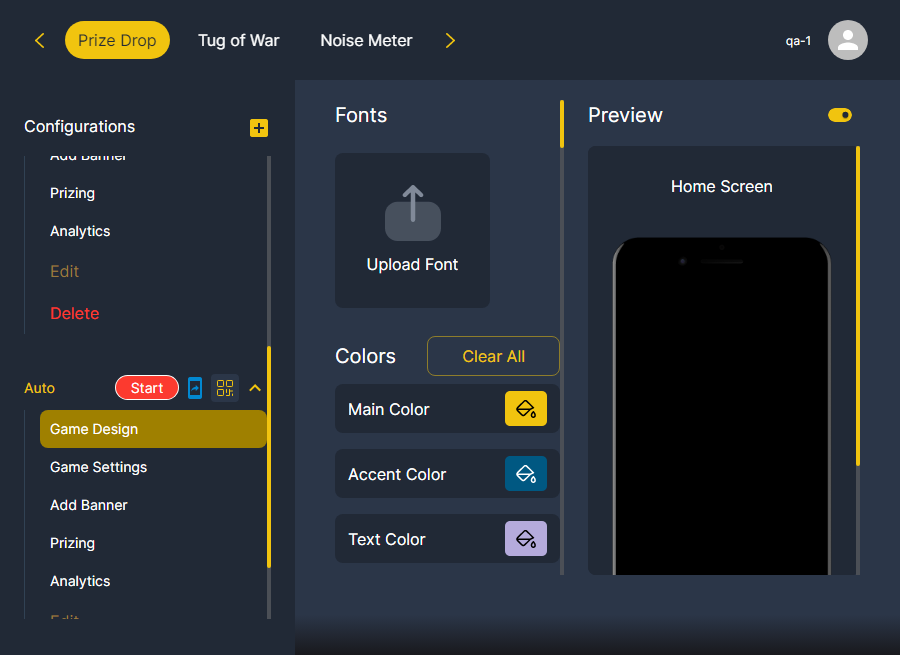 Prize Drop
Tug of War
Noise Meter
qa-1
Configurations
Add Banner
Prizing
Analytics
Edit
Delete
Auto
Start
Game Design
Game Settings
Add Banner
Prizing
Analytics
Edit
Fonts
Upload Font
Colors
Clear All
Main Color
Accent Color
Text Color
Preview
Home Screen